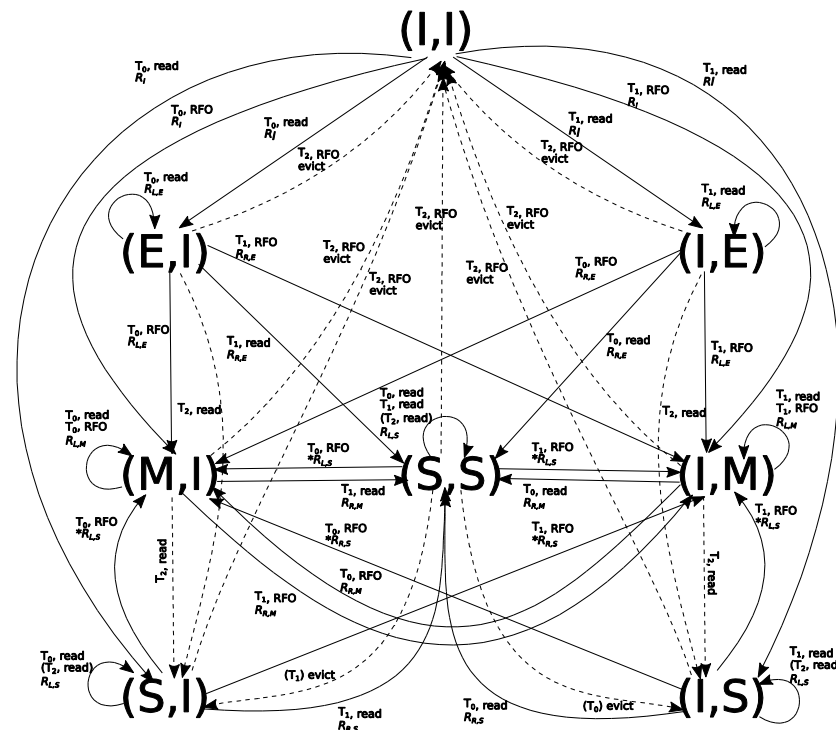 (I,I)
T0, read
RI
T0, RFO
RI
T0, read
RI
T1, read
RI
T1, RFO
RI
T1, read
RI
T2, RFO
evict
T2, RFO
evict
T0, read
RL,E
(E,I)
T1, read
RL,E
(I,E)
T1, RFO
RR,E
T2, RFO
evict
T2, RFO
evict
T2, RFO
evict
T2, RFO
evict
T2, RFO
evict
T0, RFO
RR,E
T0, RFO
RL,E
T1, read
RR,E
T0, read
RR,E
T1, RFO
RL,E
T2, read
T2, read
T0, read
T0, RFO
RL,M
(M,I)
T0, read
T1, read
(T2, read)
RL,S
(S,S)
T1, read
T1, RFO
RL,M
(I,M)
T0, RFO
*RL,S
T1, RFO
*RL,S
T1, read
RR,M
T0, read
RR,M
T0, RFO
*RL,S
T2, read
T0, RFO
*RR,S
T1, RFO
*RR,S
T2, read
T1, RFO
*RL,S
T1, RFO
RR,M
T0, RFO
RR,M
T0, read
(T2, read)
RL,S
(S,I)
(T1) evict
T1, read
RR,S
T0, read
RR,S
(T0) evict
(I,S)
T1, read
(T2, read)
RL,S